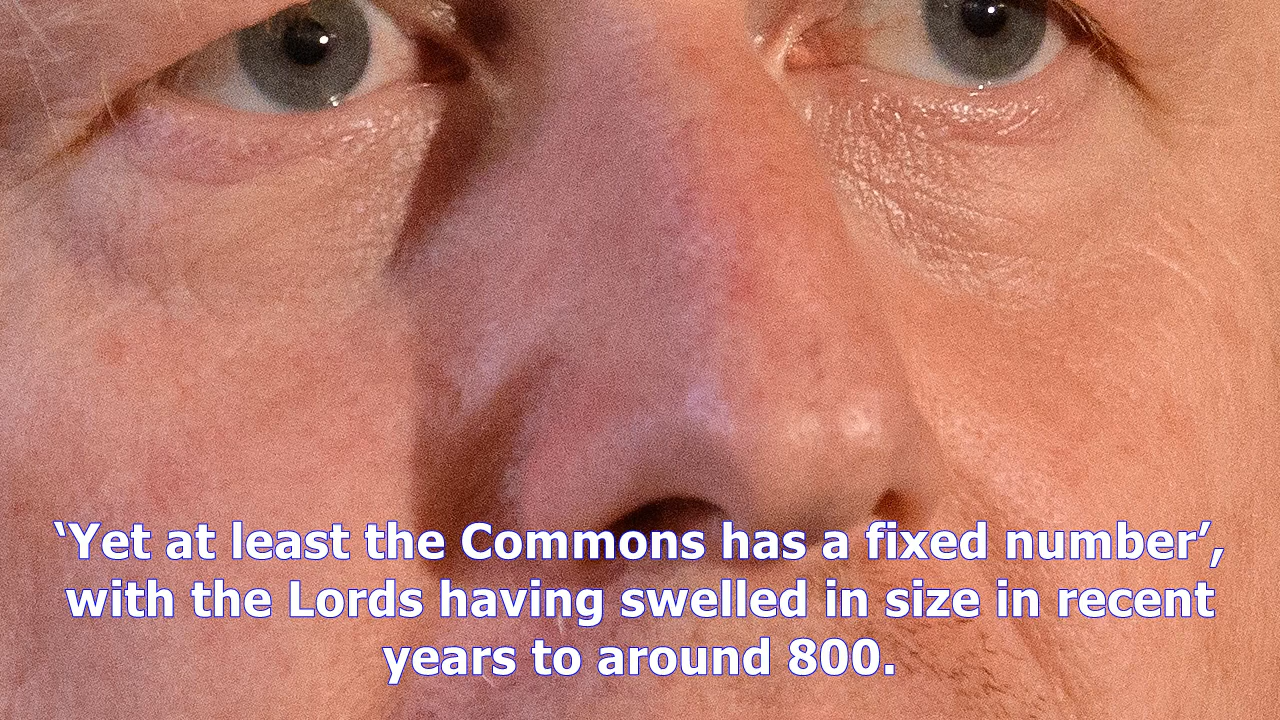 ‘Yet at least the Commons has a fixed number’,
with the Lords having swelled in size in recent
years to around 800.